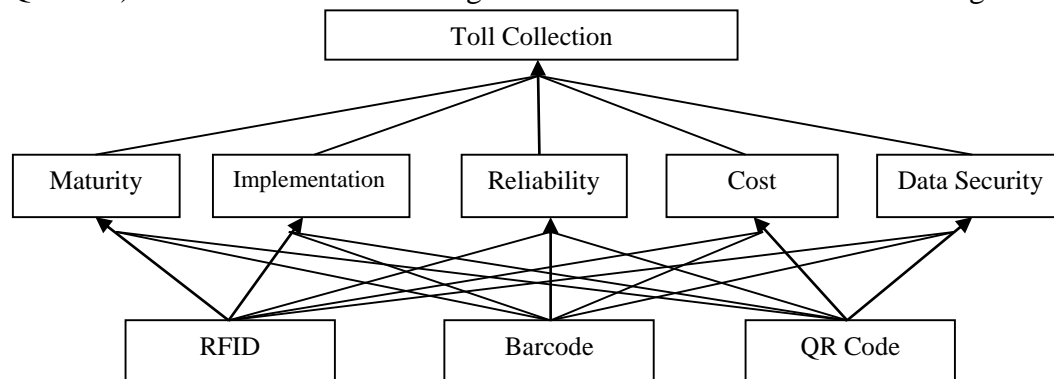 Toll Collection
Maturity
Implementation
Reliability
Cost
Data Security
RFID
Barcode
QR Code